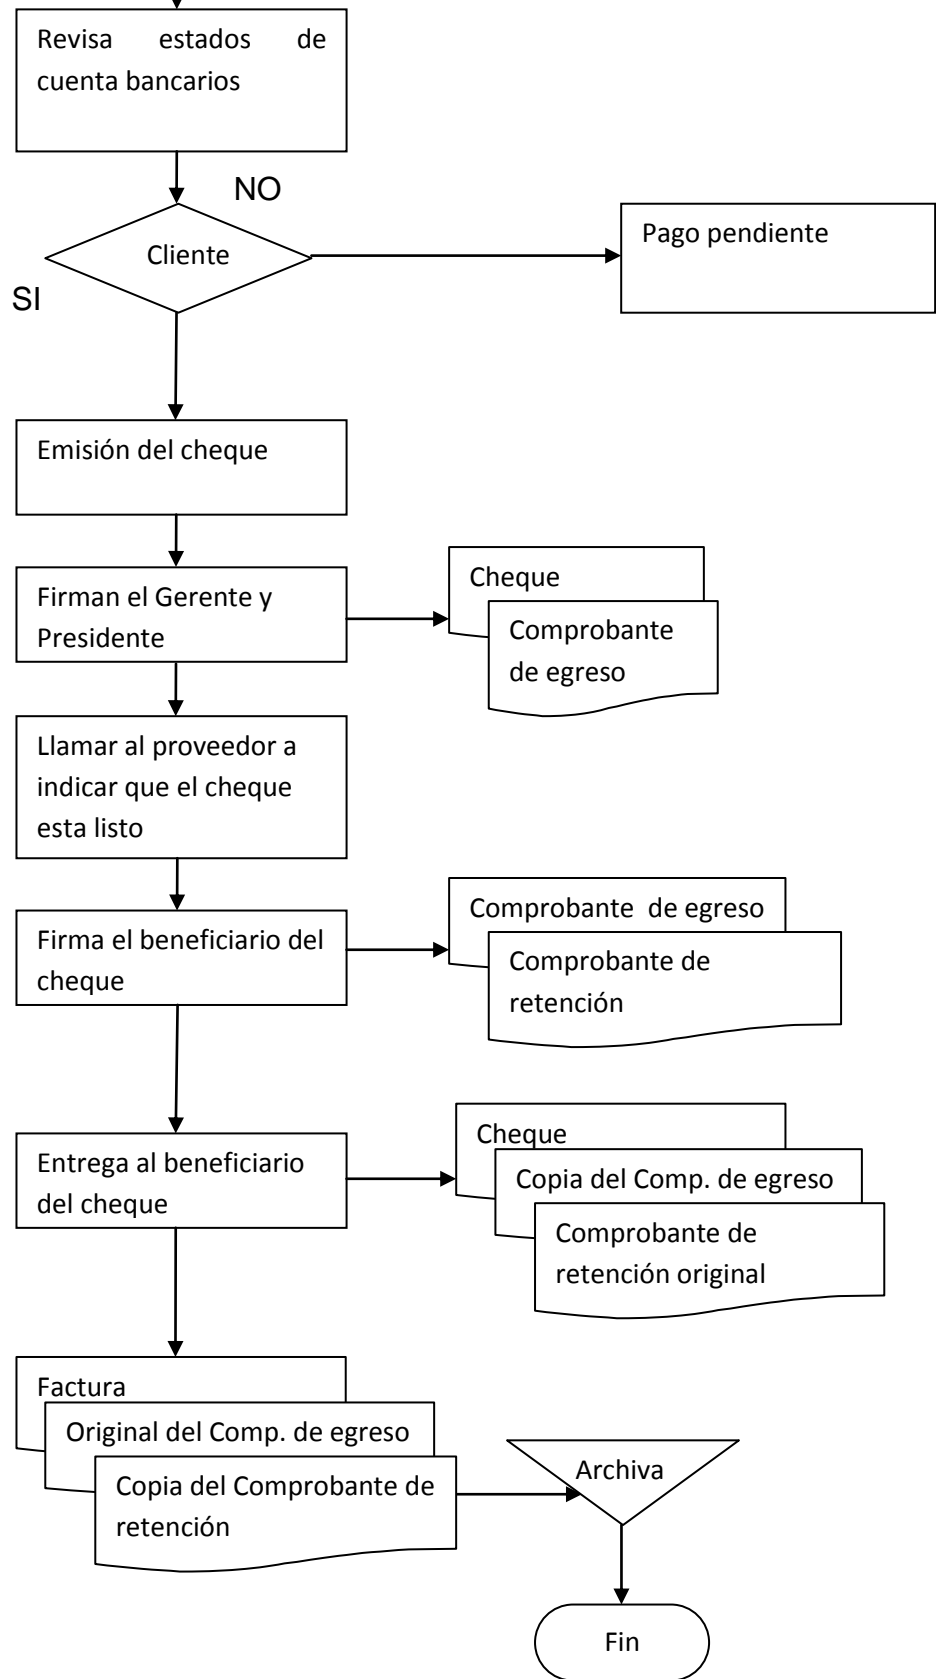 Revisa estados de
cuenta bancarios
NO
Cliente
Pago pendiente
SI
Emisión del cheque
Firman el Gerente y
Presidente
Cheque
Comprobante
de egreso
Llamar al proveedor a
indicar que el cheque
esta listo
Firma el beneficiario del
cheque
Comprobante de egreso
Comprobante de
retención
Entrega al beneficiario
del cheque
Cheque
Copia del Comp. de egreso
Comprobante de
retención original
Factura
Original del Comp. de egreso
Copia del Comprobante de
retención
Archiva
Fin